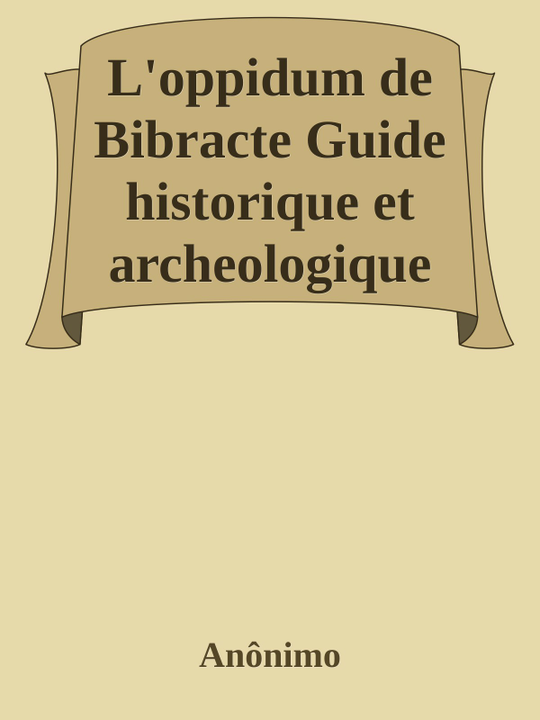 L'oppidum de
Bibracte Guide
historique et
archeologique
Anônimo